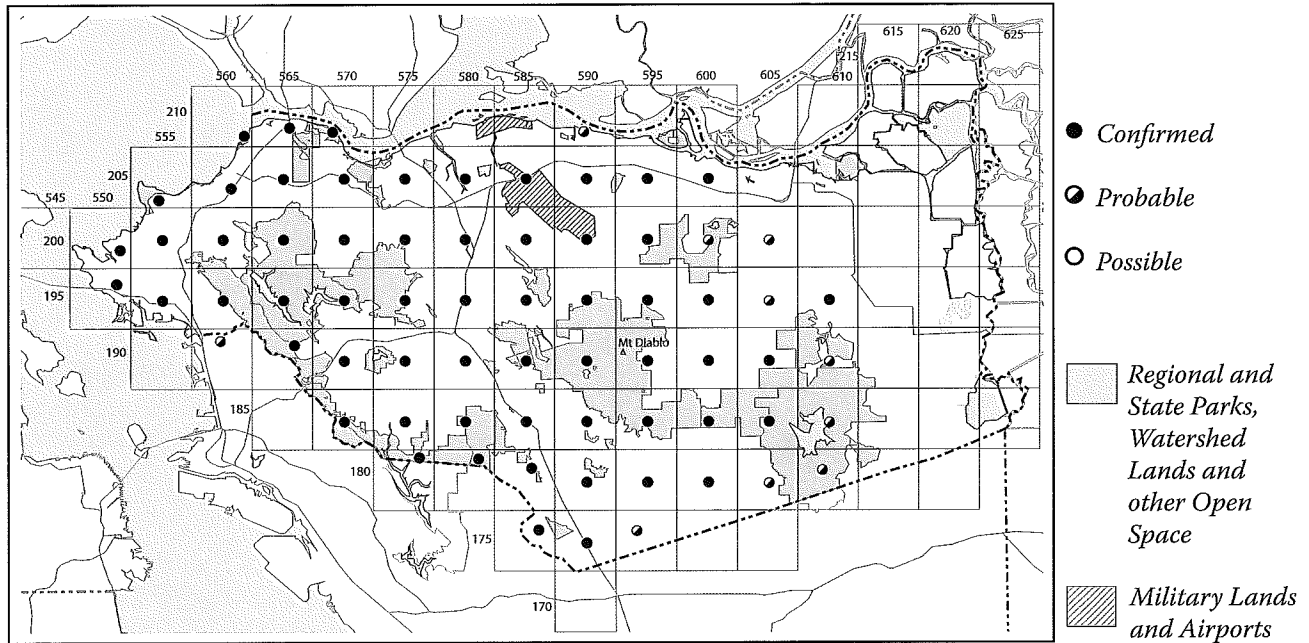 615
620
625
215
560
565
570
575
580
585
590
595
600
605
610
210
555
205
545
550
200
195
190
Mt Diablo
185
180
175
170
Confirmed
Probable
Possible
Regional and
State Parks,
Watershed
Lands and
other Open
Space
Military Lands
and Airports